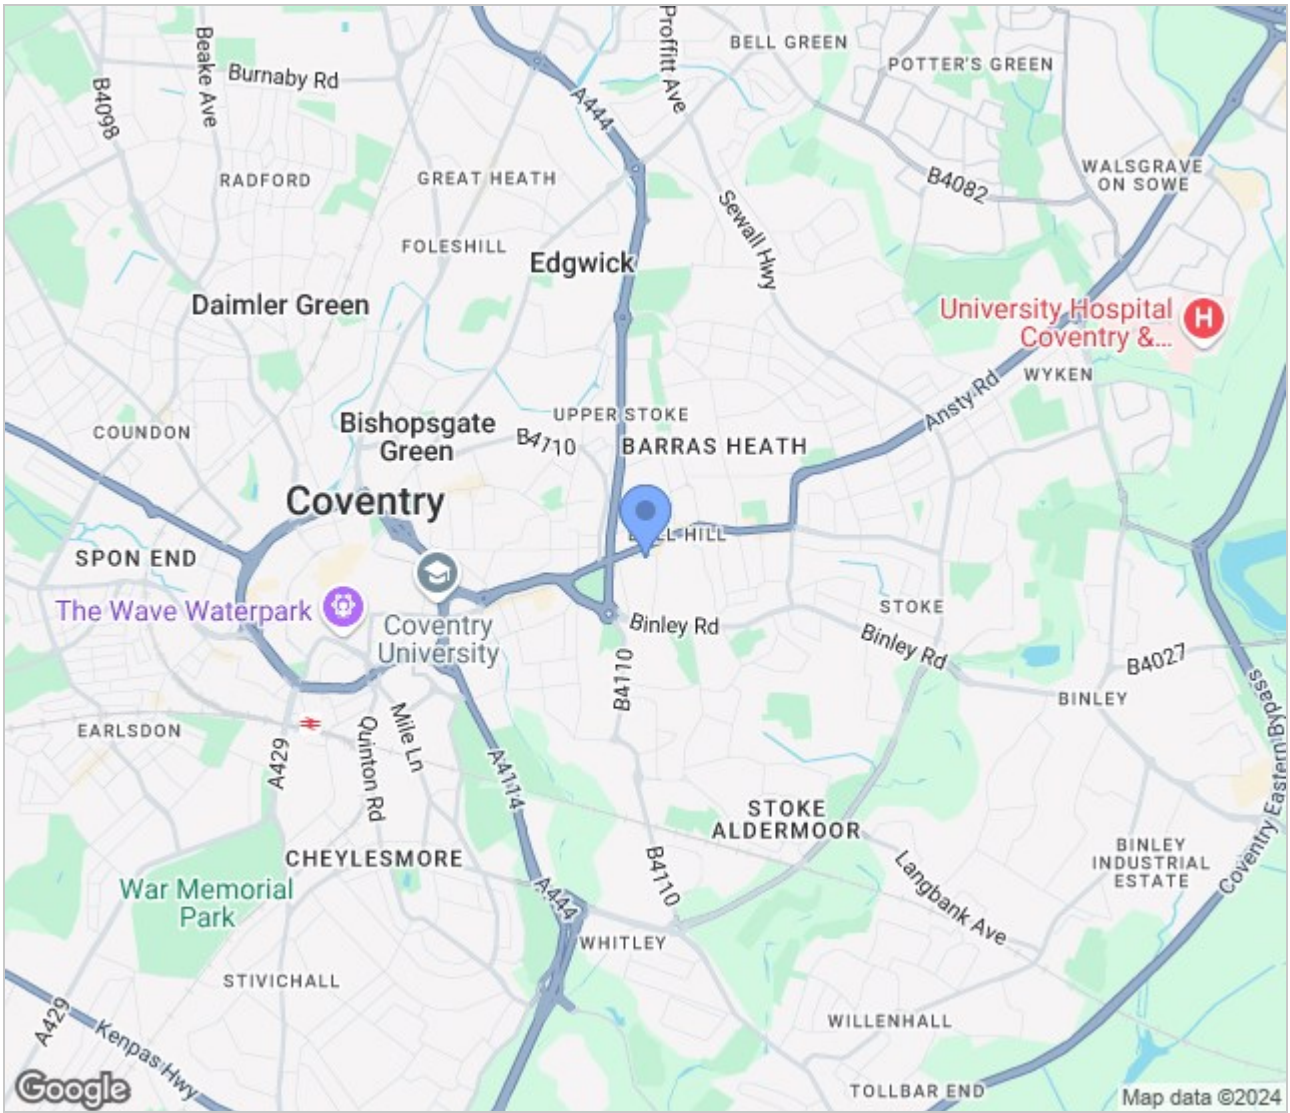 Proffitt Ave
BELL GREEN
Beake Ave
Burnaby Rd
POTTER'S GREEN
B4098
A444
WALSGRAVE
ON SOWE
RADFORD
GREAT HEATH
B4082
Sewall Hwy
FOLESHILL
Edgwick
Daimler Green
University Hospital
Coventry &...
H
WYKEN
Ansty Rd
UPPER STOKE
Bishopsgate
Green
B4110
BARRAS HEATH
COUNDON
Coventry
HILL
SPON END
The Wave Waterpark
STOKE
Coventry
University
Binley Rd
Binley Rd
B4027
B4110
BINLEY
Coventry Eastern Bypass
EARLSDON
A429
Quinton Rd
Mile Ln
A4114
STOKE
ALDERMOOR
BINLEY
INDUSTRIAL
ESTATE
CHEYLESMORE
B4110
Langbank Ave
War Memorial
Park
A444
WHITLEY
STIVICHALL
A429
Kenpas Hwy
WILLENHALL
TOLLBAR END
Google
Map data ©2024